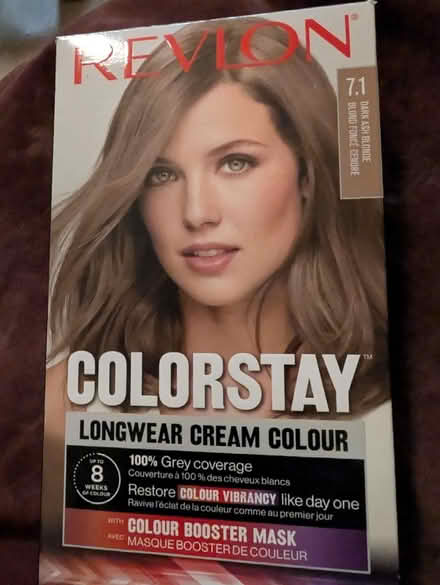 REVLON®
7.1
DARK ASH BLONDE
BLOND FONCÉ CENDRÉ
COLORSTAY™
LONGWEAR CREAM COLOUR
UP TO
8
WEEKS
OF COLOUR
100% Grey coverage
Couverture à 100 % des cheveux blancs
Restore COLOUR VIBRANCY like day one
Ravive l'éclat de la couleur comme au premier jour
WITH COLOUR BOOSTER MASK
AVEC MASQUE BOOSTER DE COULEUR